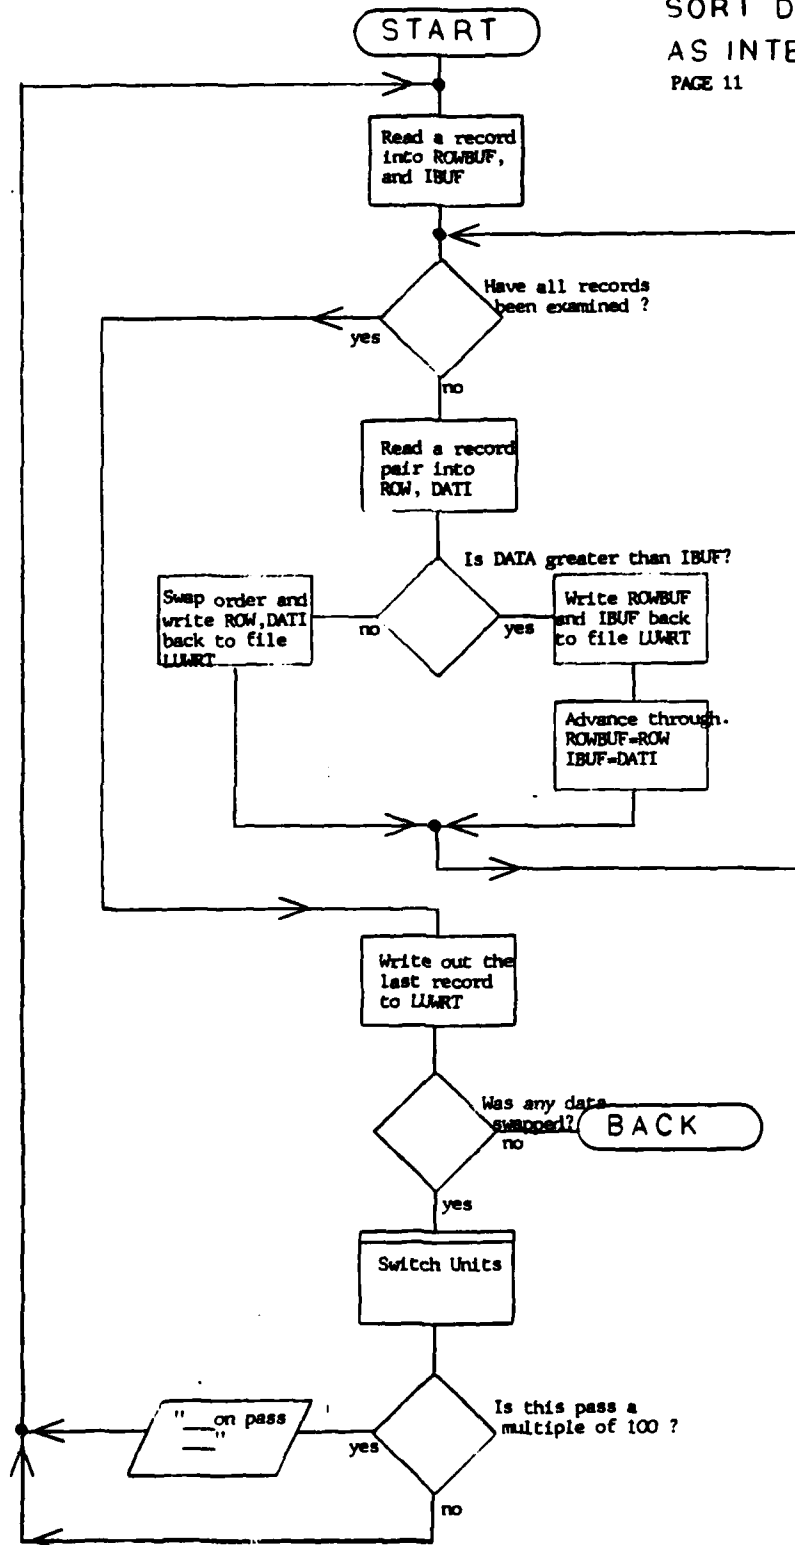 SORT D
AS INTE
PAGE 11
START
Read a record
into ROWBUF,
and IBUF
Have all records
been examined ?
yes
no
Read a record
pair into
ROW, DATI
Is DATA greater than IBUF?
Swap order and
write ROW,DATI
back to file
LUWRT
no
yes
Write ROWBUF
and IBUF back
to file LUWRT
Advance through.
ROWBUF=ROW
IBUF=DATI
Write out the
last record
to LUWRT
Was any data
swapped?
no
BACK
yes
Switch Units
Is this pass a
multiple of 100 ?
"___on pass
___"
yes
no